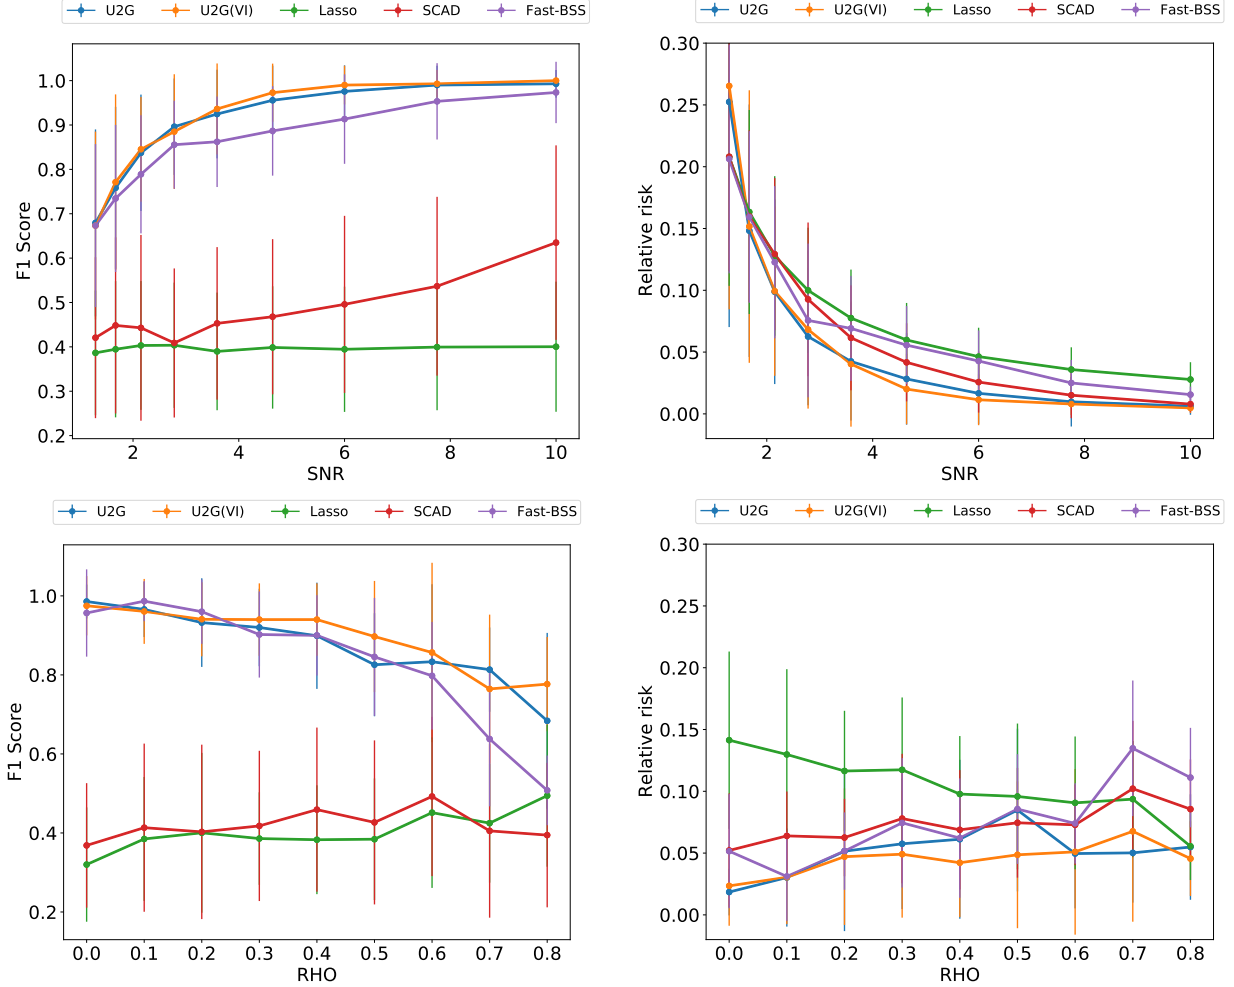 U2G U2G(VI) Lasso SCAD Fast-BSS
F1 Score
1.0
0.9
0.8
0.7
0.6
0.5
0.4
0.3
0.2
2 4 6 8 10
SNR
U2G U2G(VI) Lasso SCAD Fast-BSS
Relative risk
0.30
0.25
0.20
0.15
0.10
0.05
0.00
2 4 6 8 10
SNR
U2G U2G(VI) Lasso SCAD Fast-BSS
F1 Score
1.0
0.8
0.6
0.4
0.2
0.0 0.1 0.2 0.3 0.4 0.5 0.6 0.7 0.8
RHO
U2G U2G(VI) Lasso SCAD Fast-BSS
Relative risk
0.30
0.25
0.20
0.15
0.10
0.05
0.00
0.0 0.1 0.2 0.3 0.4 0.5 0.6 0.7 0.8
RHO